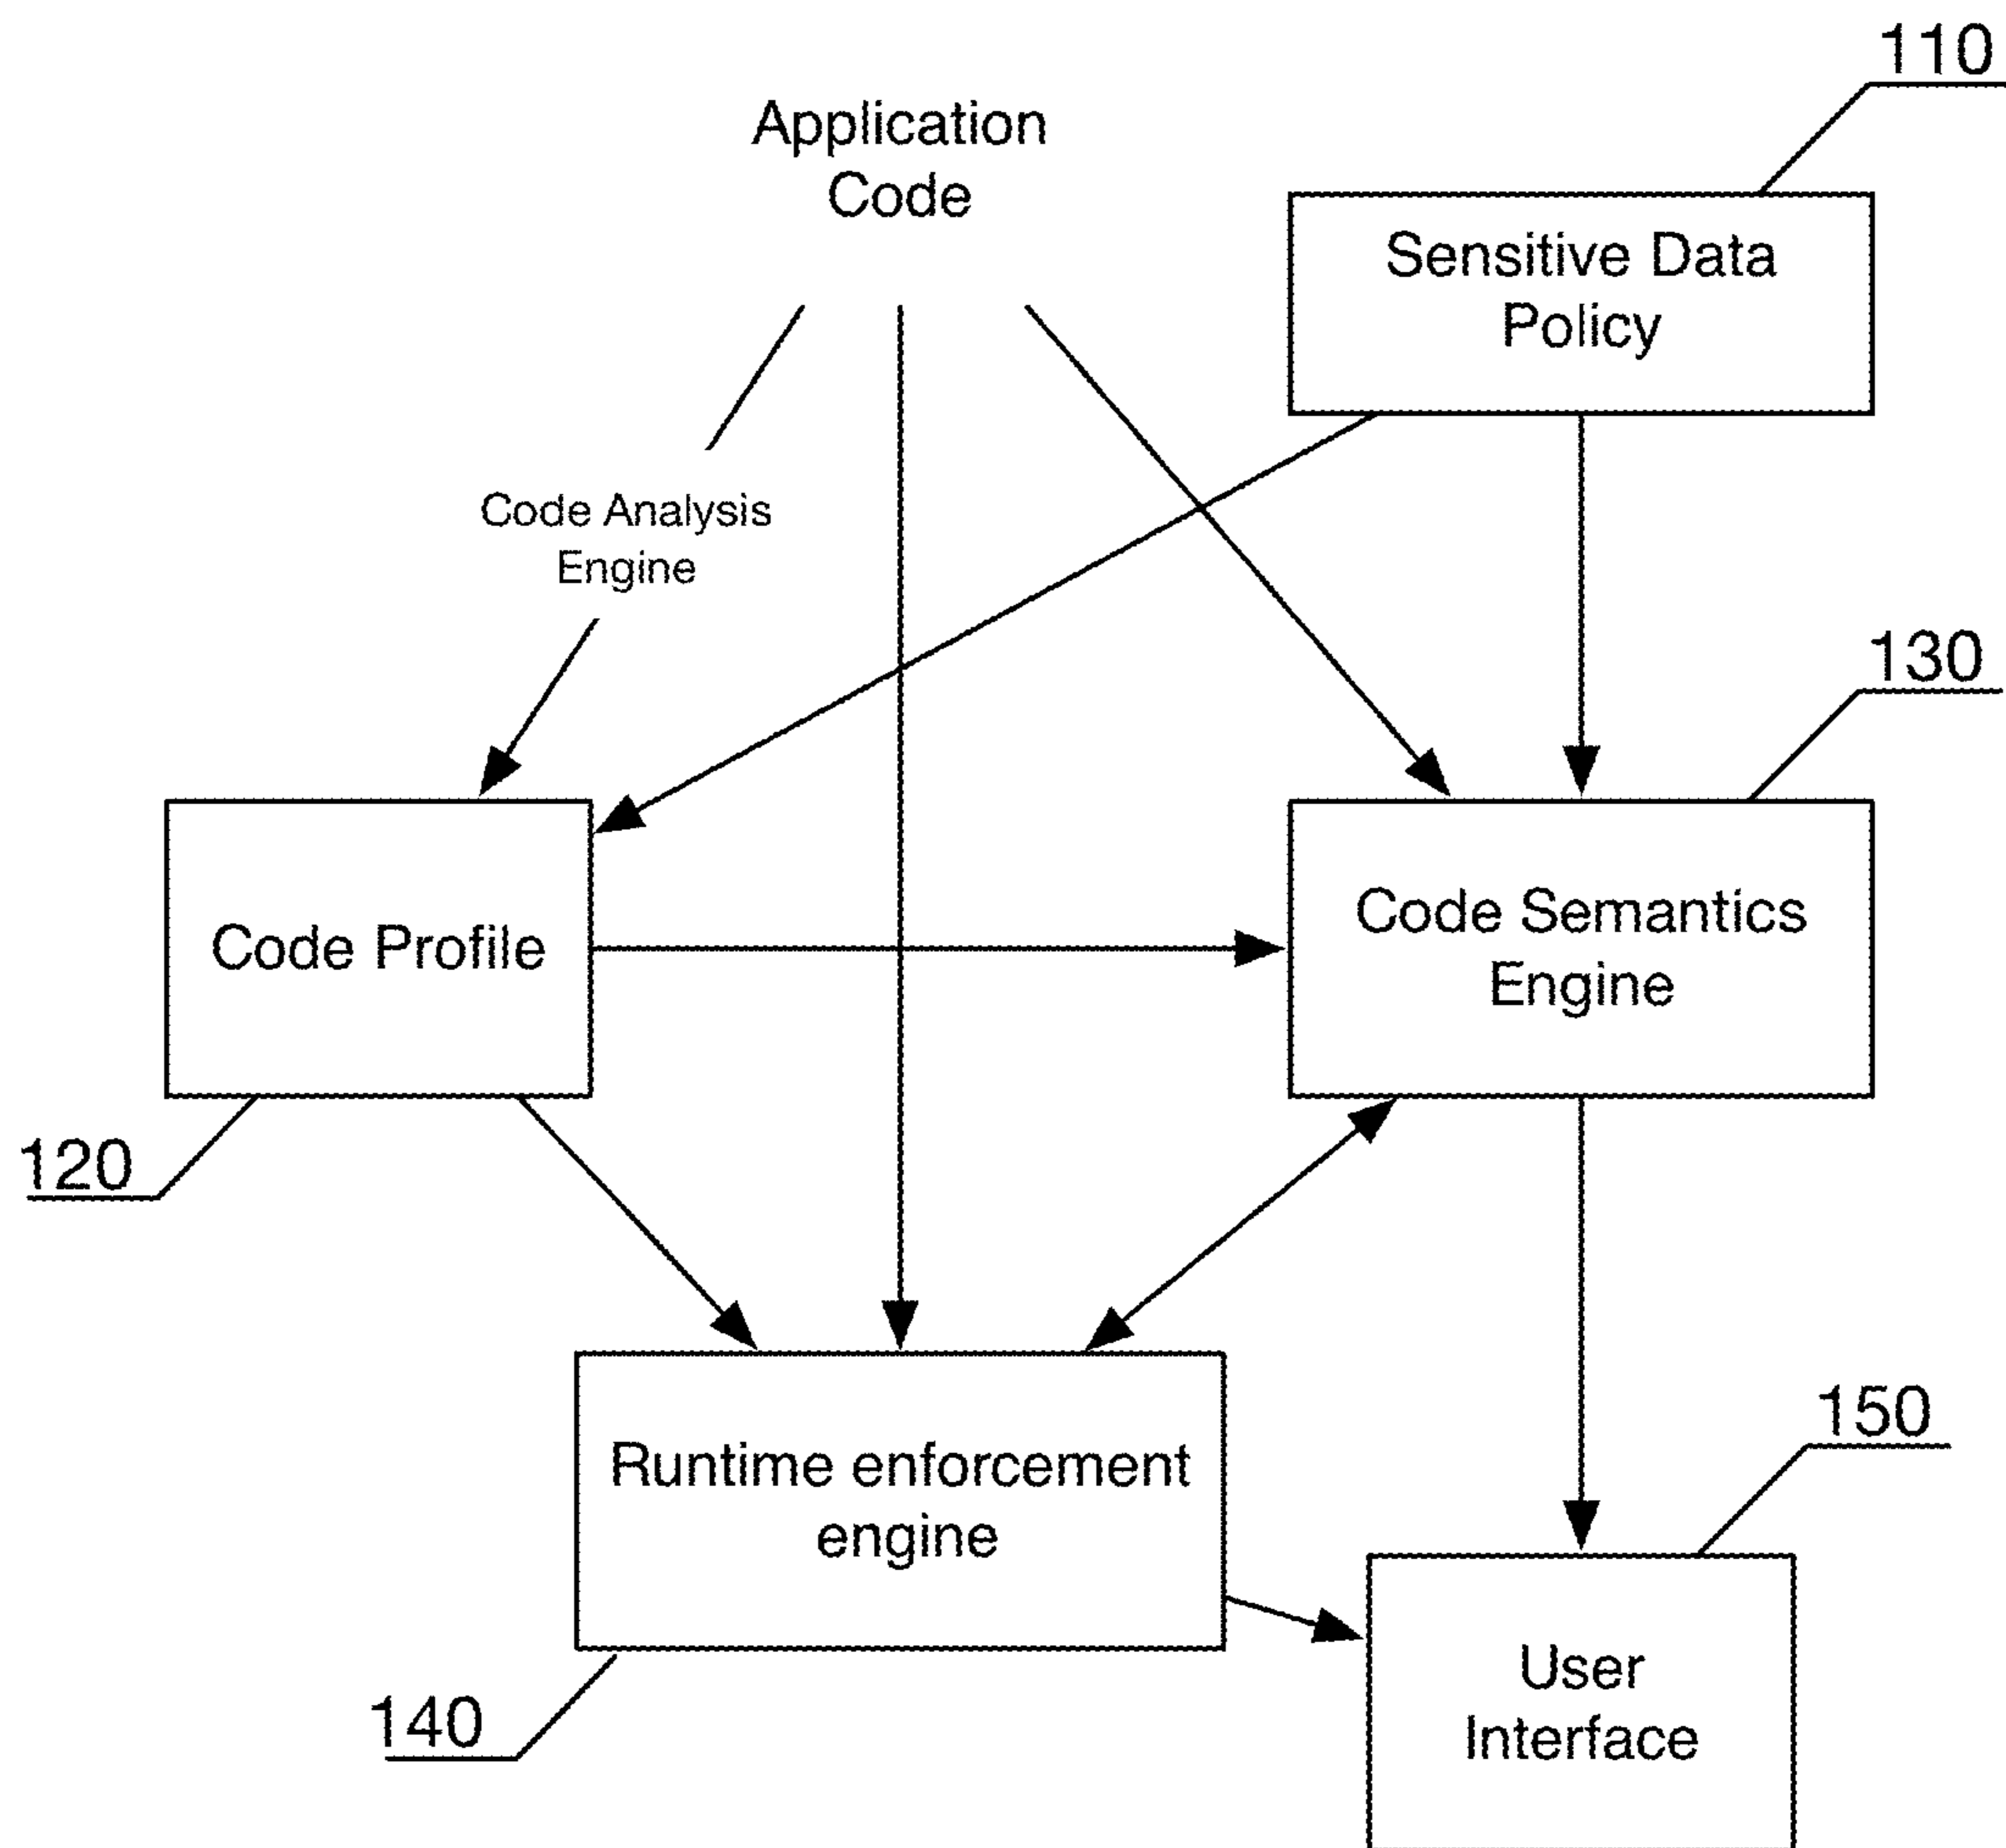 110
Application
Code
Sensitive Data
Policy
Code Analysis
Engine
130
Code Profile
Code Semantics
Engine
120
150
Runtime enforcement
engine
User
Interface
140